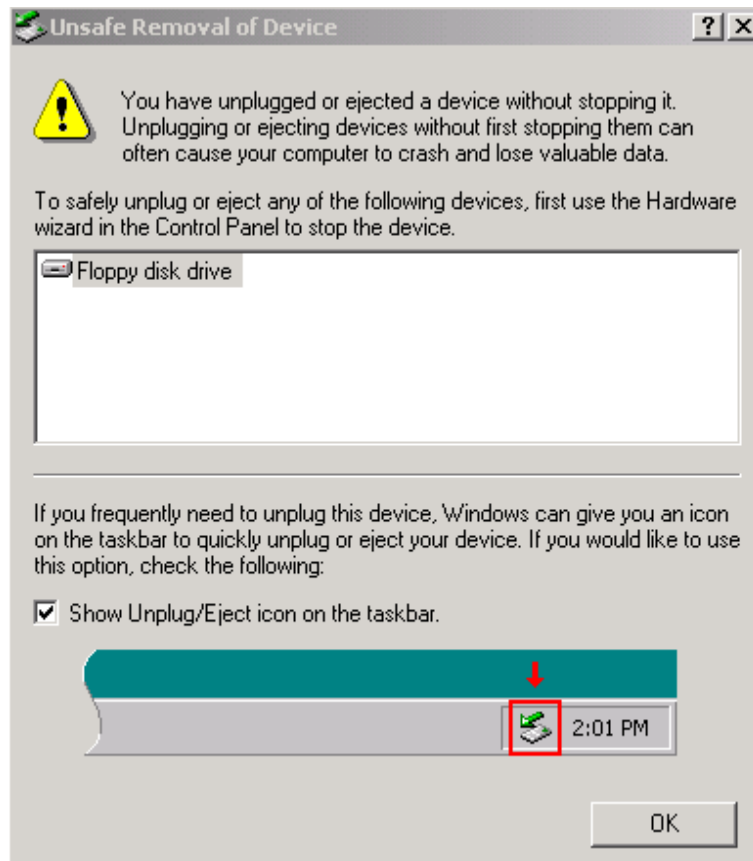 Unsafe Removal of Device
You have unplugged or ejected a device without stopping it.
Unplugging or ejecting devices without first stopping them can
often cause your computer to crash and lose valuable data.
To safely unplug or eject any of the following devices, first use the Hardware
wizard in the Control Panel to stop the device.
Floppy disk drive
If you frequently need to unplug this device, Windows can give you an icon
on the taskbar to quickly unplug or eject your device. If you would like to use
this option, check the following:
Show Unplug/Eject icon on the taskbar.
2:01 PM
OK